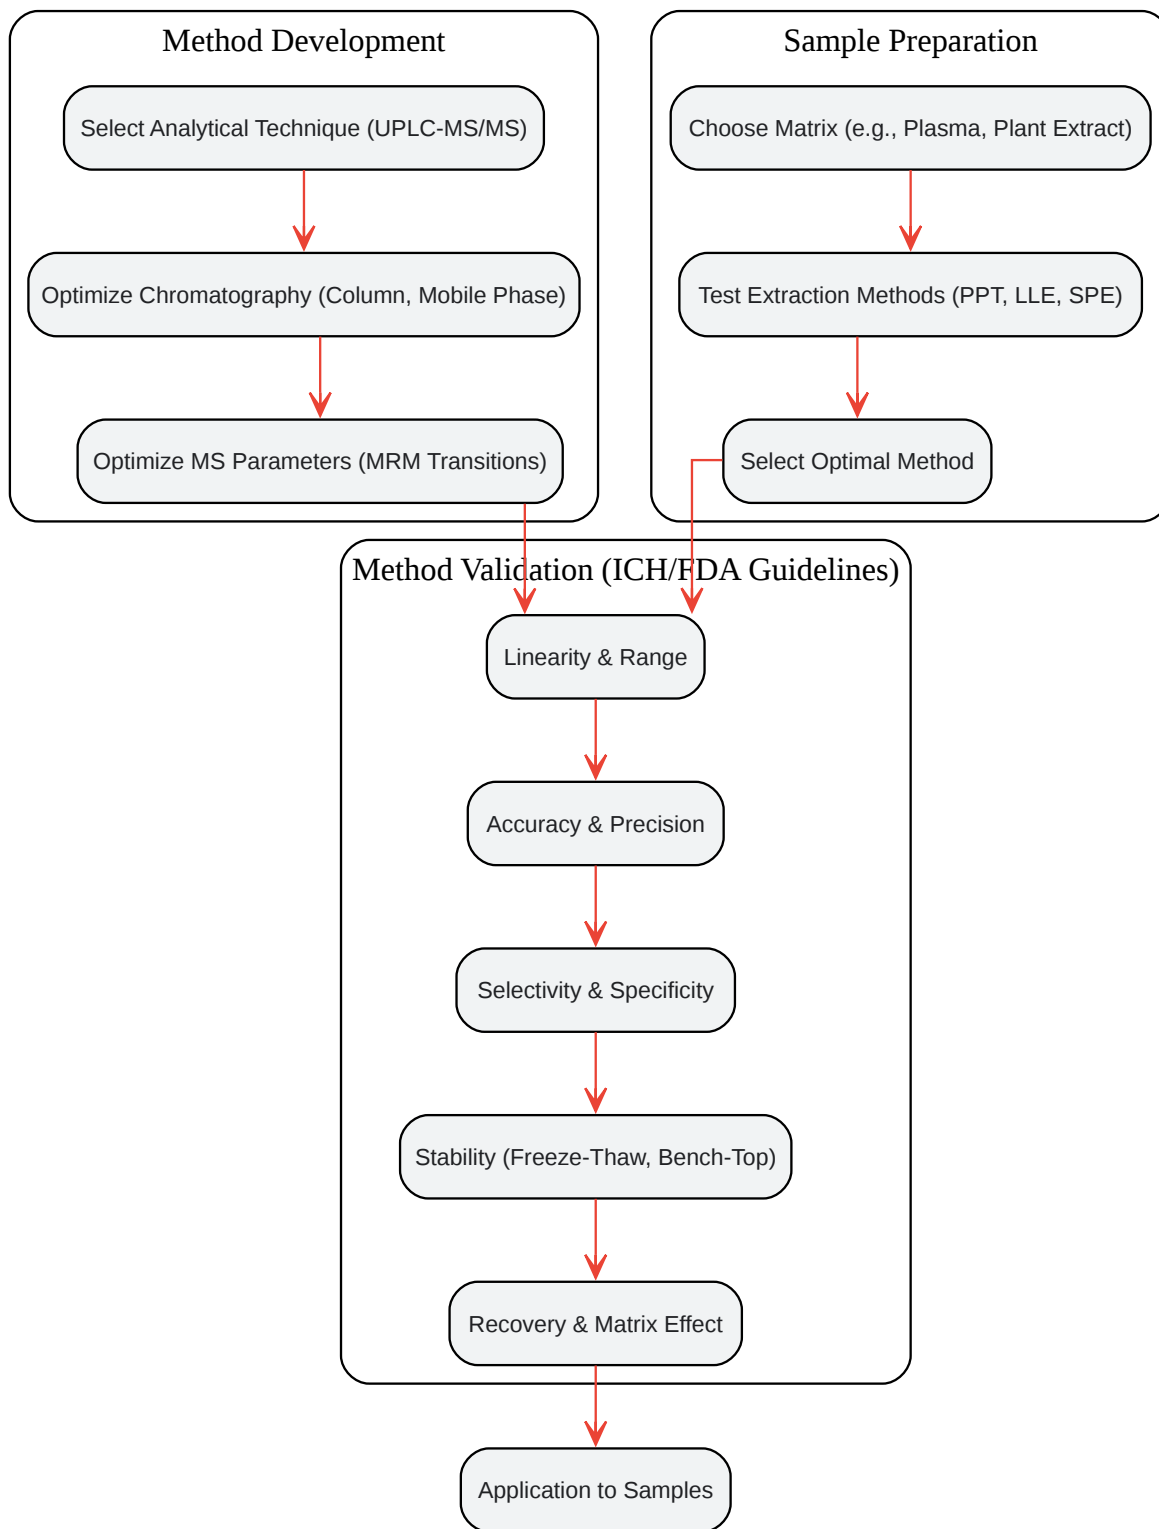 Method Development
Select Analytical Technique (UPLC-MS/MS)
Optimize Chromatography (Column, Mobile Phase)
Optimize MS Parameters (MRM Transitions)
Sample Preparation
Choose Matrix (e.g., Plasma, Plant Extract)
Test Extraction Methods (PPT, LLE, SPE)
Select Optimal Method
Method Validation (ICH/FDA Guidelines)
Linearity & Range
Accuracy & Precision
Selectivity & Specificity
Stability (Freeze-Thaw, Bench-Top)
Recovery & Matrix Effect
Application to Samples